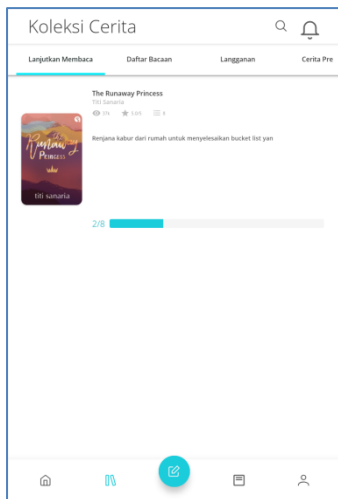 Koleksi Cerita
Lanjutkan Membaca Daftar Bacaan Langganan Cerita Pre
The Runaway Princess
Titi Sanaria
Runaway
Princess
titi sanaria
Renjana kabur dari rumah untuk menyelesaikan bucket list yan
2/8